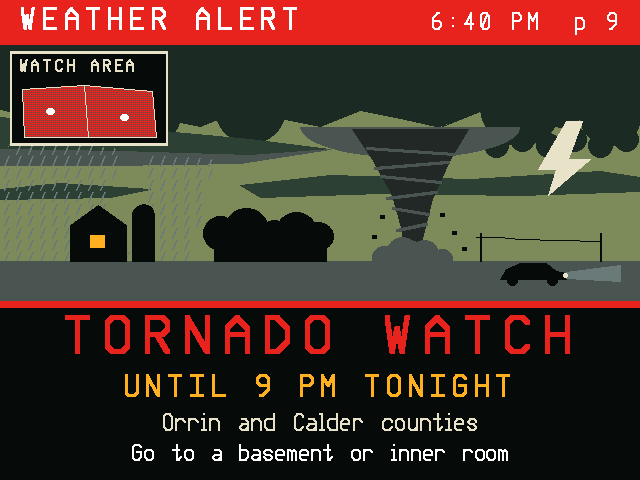 WEATHER ALERT 6:40 PM p 9
WATCH AREA
TORNADO WATCH
UNTIL 9 PM TONIGHT
Orrin and Calder counties
Go to a basement or inner room